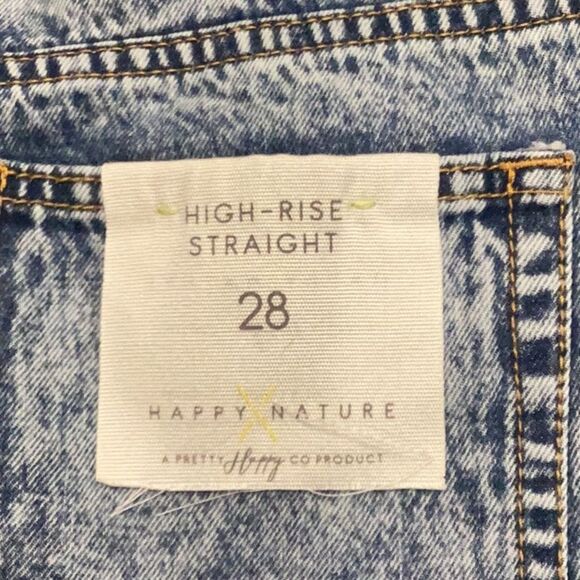 HIGH-RISE
STRAIGHT
28
HAPPY X NATURE
A PRETTY Happy CO PRODUCT